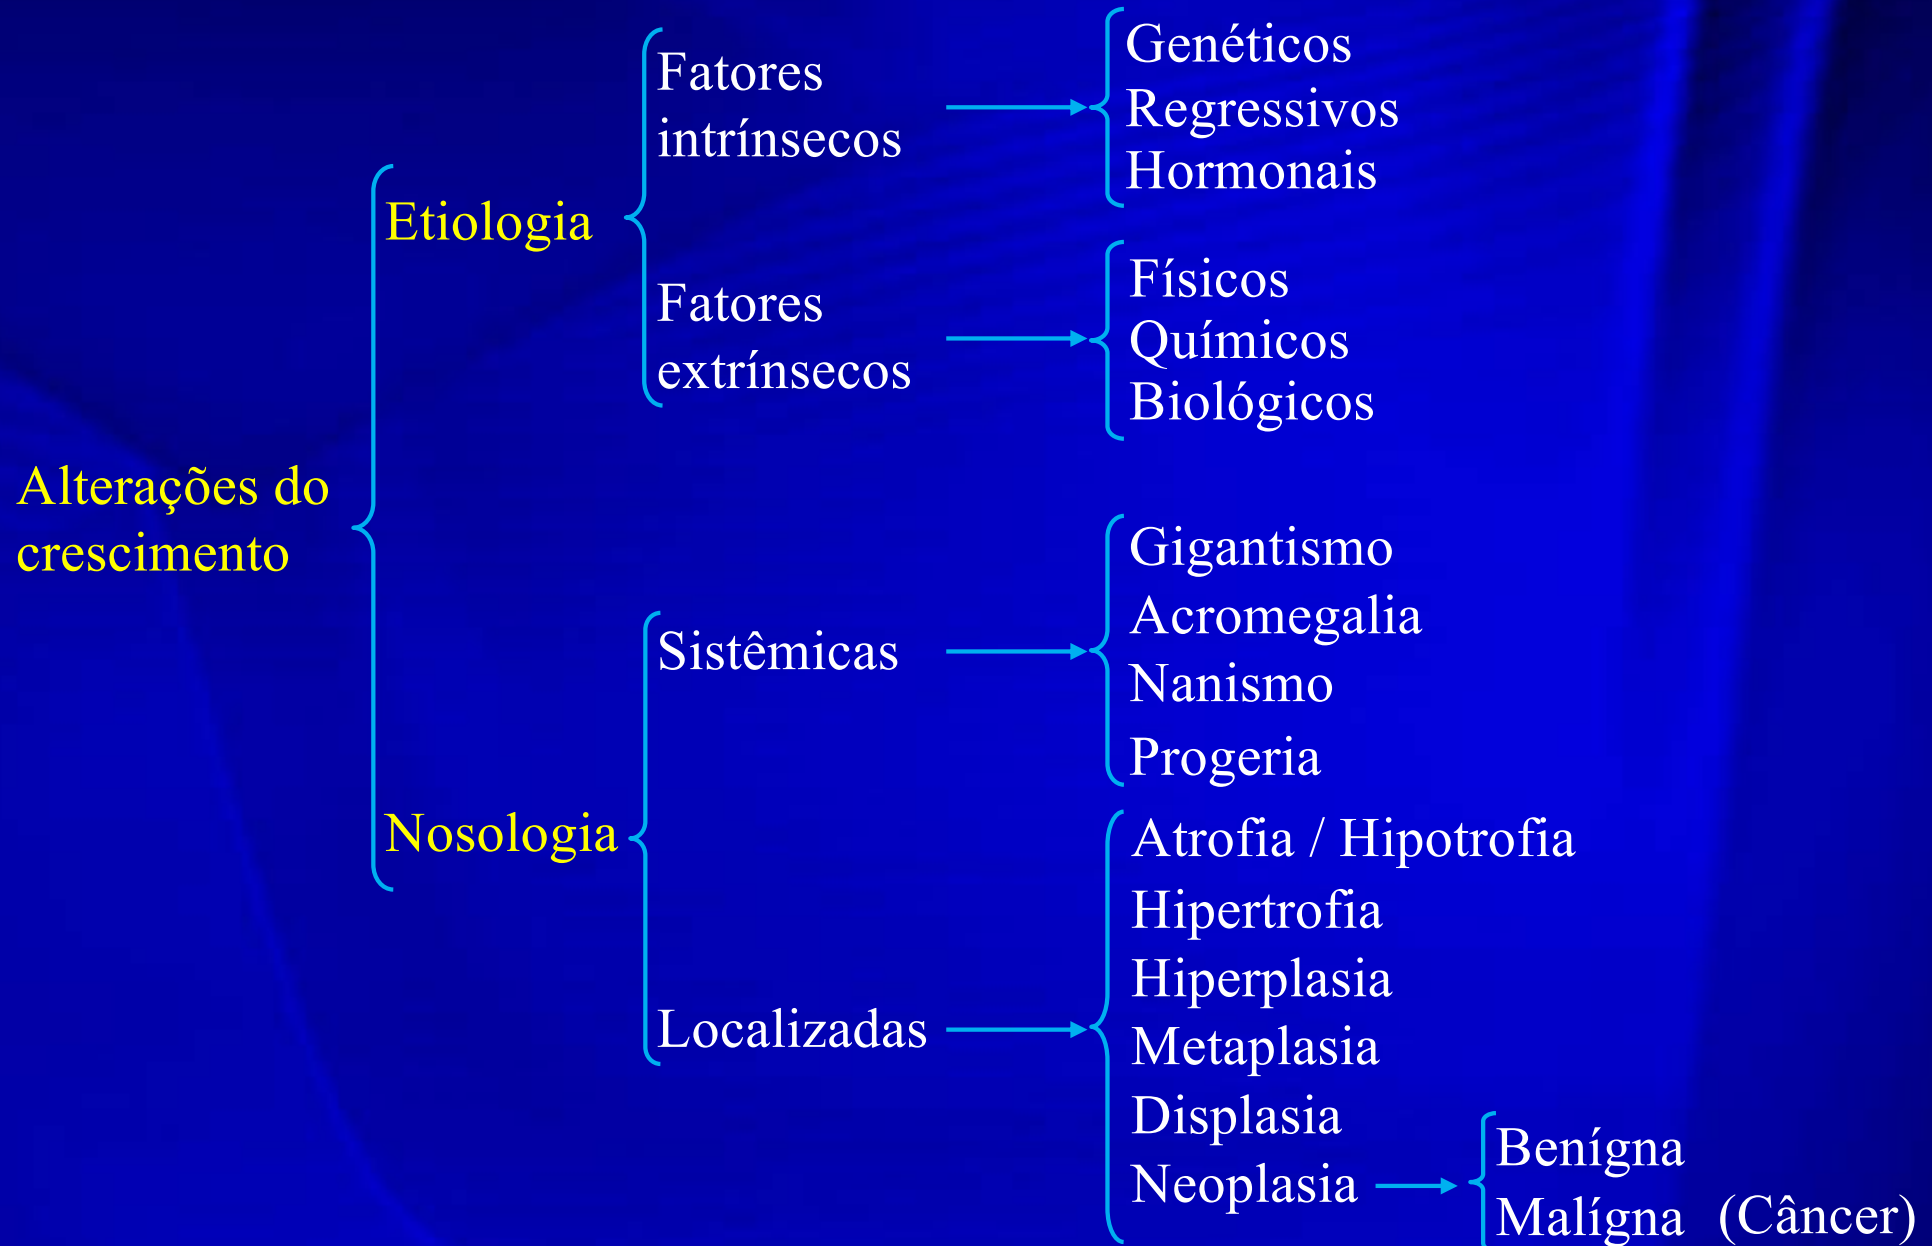 Alterações do
crescimento
Etiologia
Fatores
intrínsecos
Genéticos
Regressivos
Hormonais
Fatores
extrínsecos
Físicos
Químicos
Biológicos
Nosologia
Sistêmicas
Gigantismo
Acromegalia
Nanismo
Progeria
Localizadas
Atrofia / Hipotrofia
Hipertrofia
Hiperplasia
Metaplasia
Displasia
Neoplasia
Benígna
Malígna (Câncer)